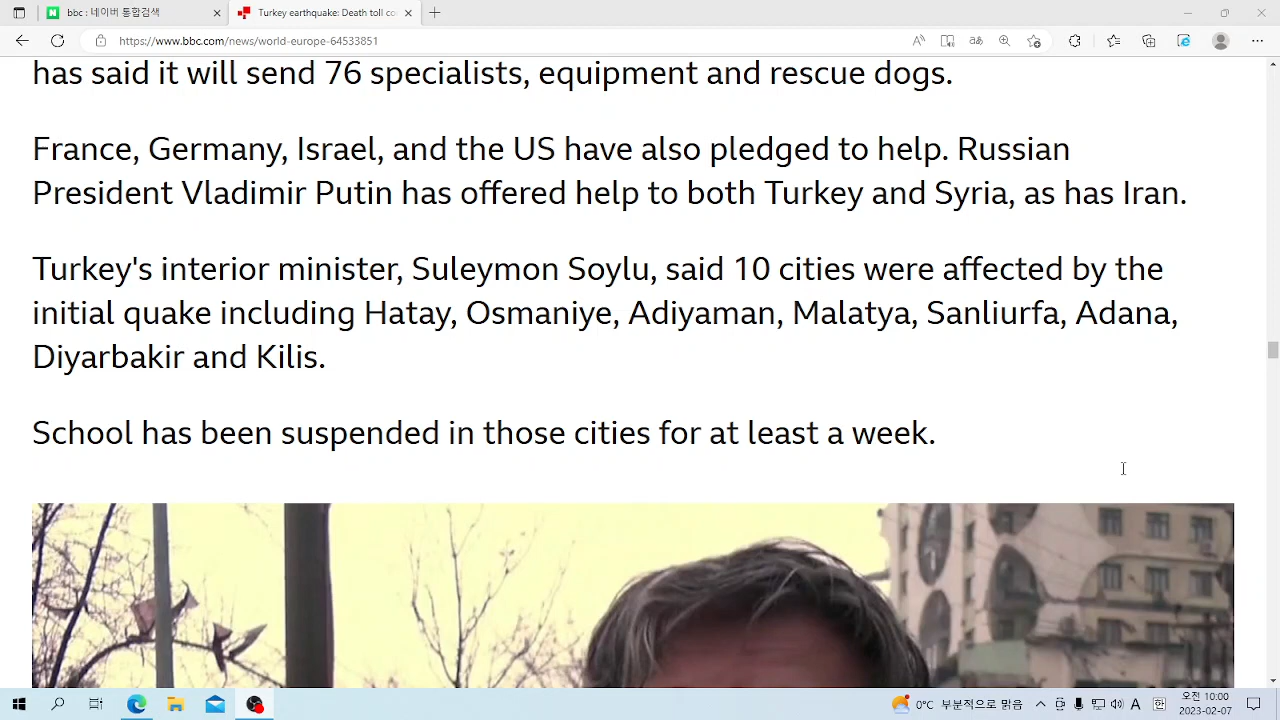 bbc : 네이버 통합검색
Turkey earthquake: Death toll co
https://www.bbc.com/news/world-europe-64533851
has said it will send 76 specialists, equipment and rescue dogs.
France, Germany, Israel, and the US have also pledged to help. Russian
President Vladimir Putin has offered help to both Turkey and Syria, as has Iran.
Turkey's interior minister, Suleymon Soylu, said 10 cities were affected by the
initial quake including Hatay, Osmaniye, Adiyaman, Malatya, Sanliurfa, Adana,
Diyarbakir and Kilis.
School has been suspended in those cities for at least a week.
0°C 부분적으로 맑음
A
한
오전 10:00
2023-02-07